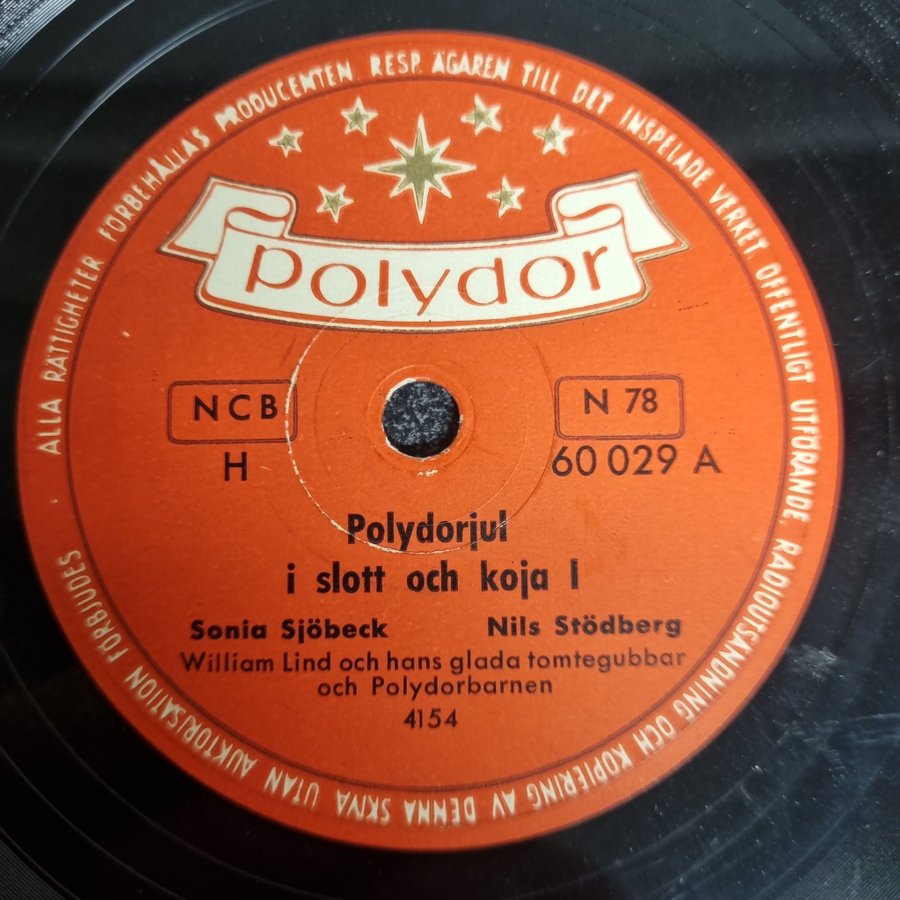 ALLA RÄTTIGHETER FÖRBEHÅLLAS PRODUCENTEN RESP. ÄGAREN TILL DET INSPELADE VERKET. OFFENTLIGT UTFÖRANDE, RADIOUTSÄNDNING OCH KOPIERING AV DENNA SKIVA UTAN AUKTORISATION FÖRBJUDES
polydor
NCB N 78
H 60 029 A
Polydorjul
i slott och koja I
Sonia Sjöbeck Nils Stödberg
William Lind och hans glada tomtegubbar
och Polydorbarnen
4154